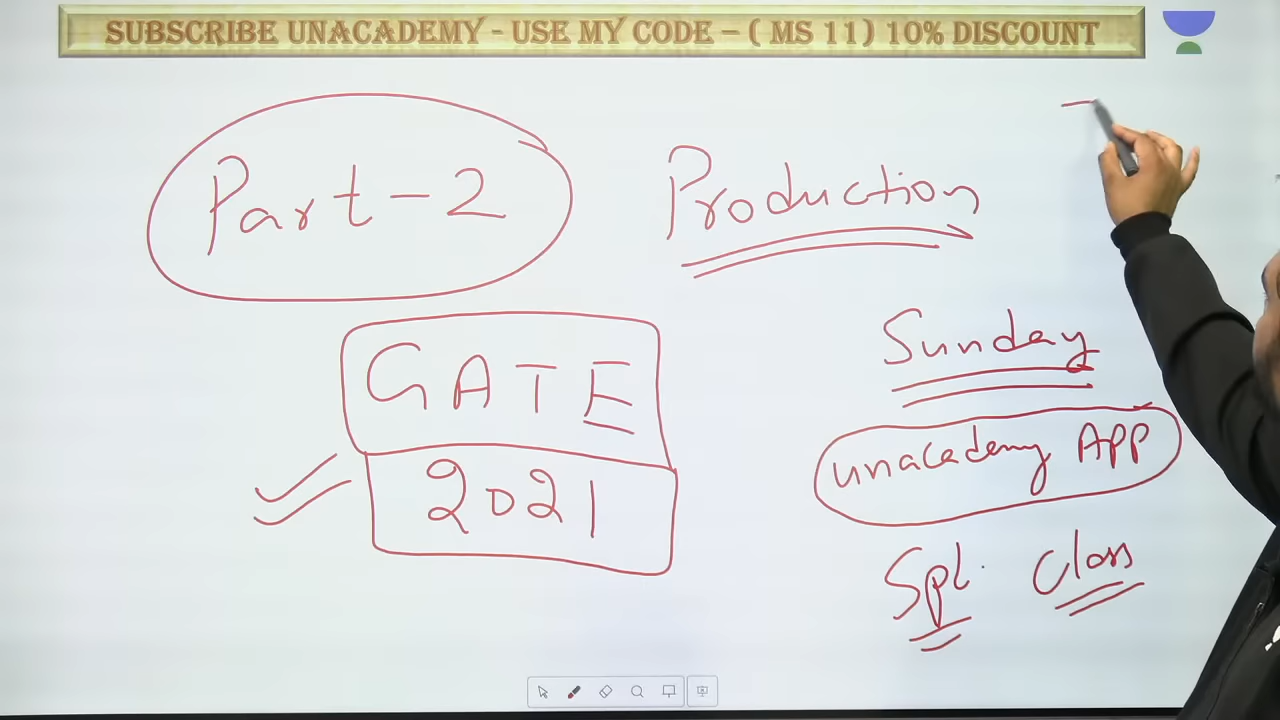 SUBSCRIBE UNACADEMY - USE MY CODE – ( MS 11) 10% DISCOUNT
Part - 2
Production
GATE
2021
Sunday
unacademy APP
Spl. Class